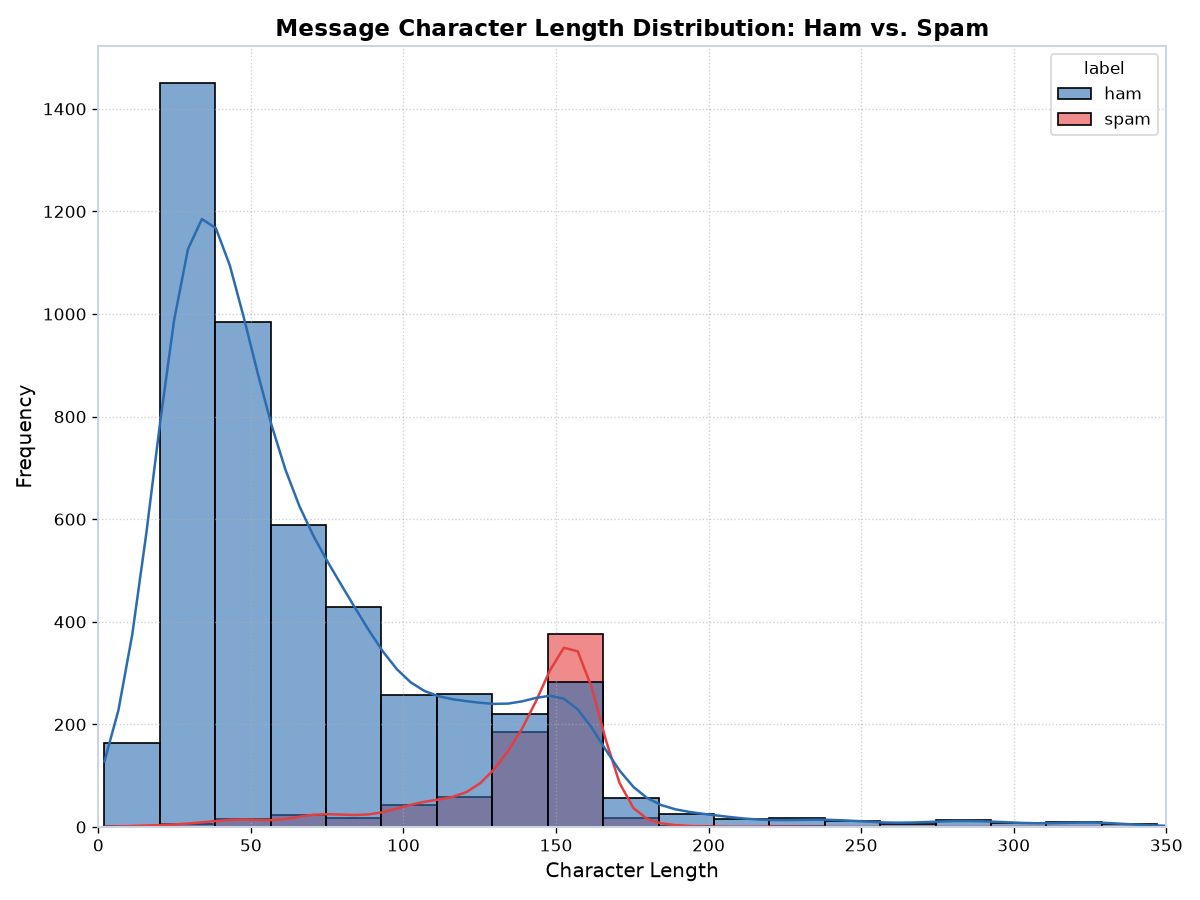 Message Character Length Distribution: Ham vs. Spam
label
ham
spam
Frequency
1400
1200
1000
800
600
400
200
0
0 50 100 150 200 250 300 350
Character Length